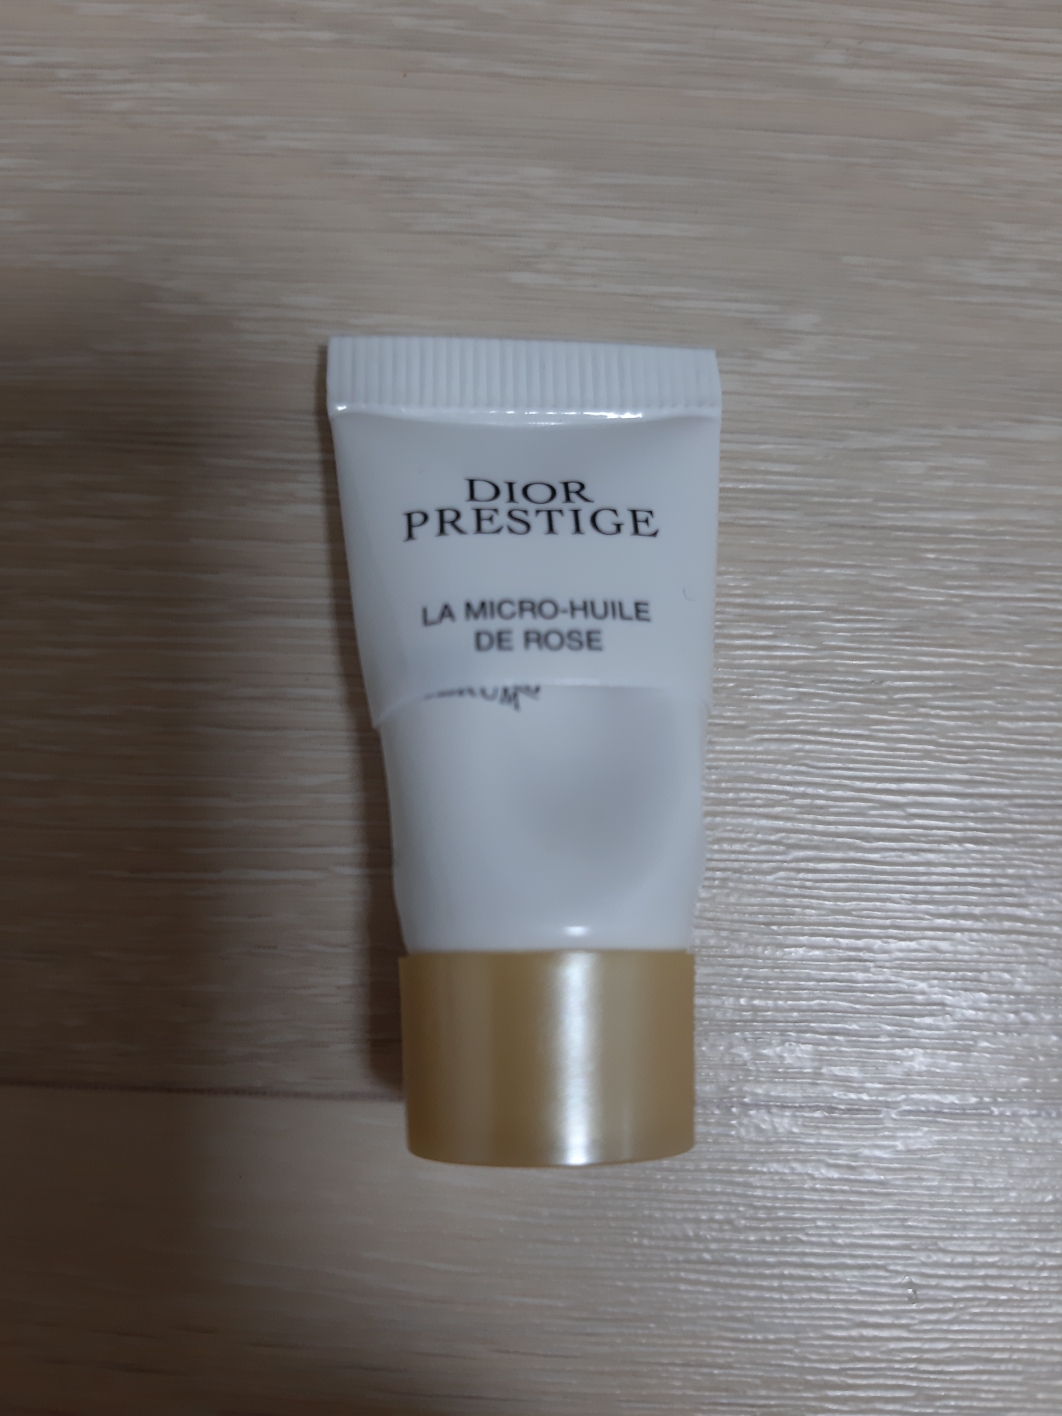 DIOR
PRESTIGE
LA MICRO-HUILE
DE ROSE